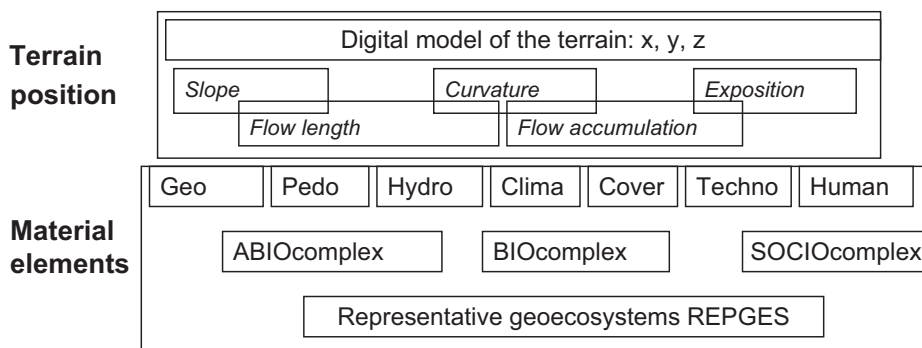 Terrain
position
Digital model of the terrain: x, y, z
Slope
Curvature
Exposition
Flow length
Flow accumulation
Material
elements
Geo
Pedo
Hydro
Clima
Cover
Techno
Human
ABIOcomplex
BIOcomplex
SOCIOcomplex
Representative geoecosystems REPGES